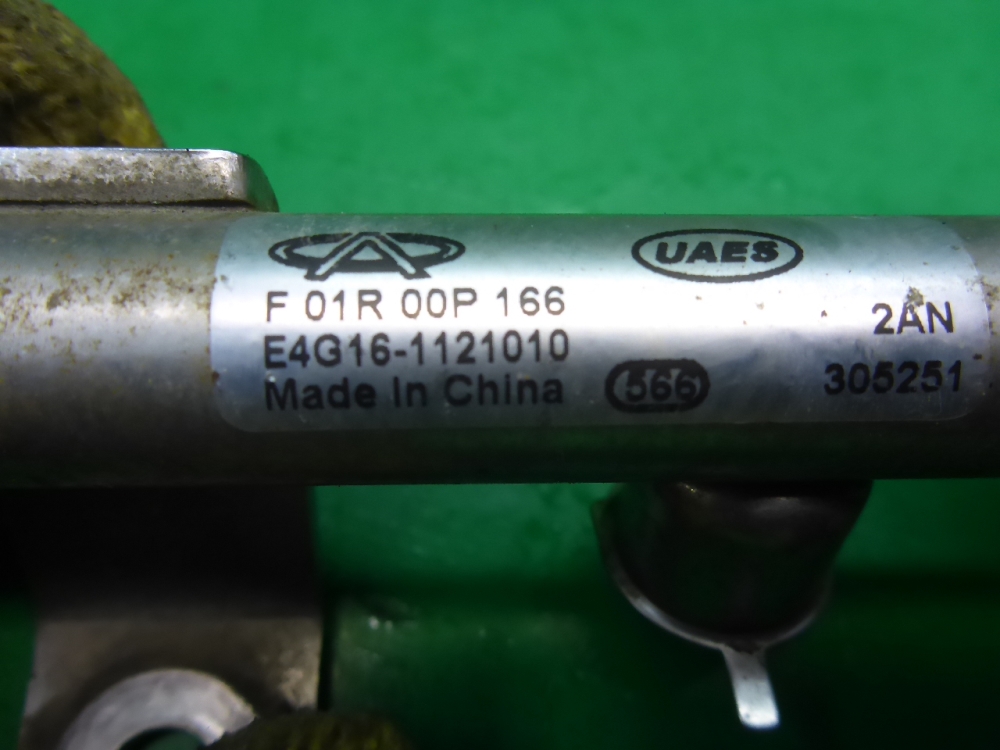 UAES
F 01R 00P 166
2AN
E4G16-1121010
Made In China
566
305251